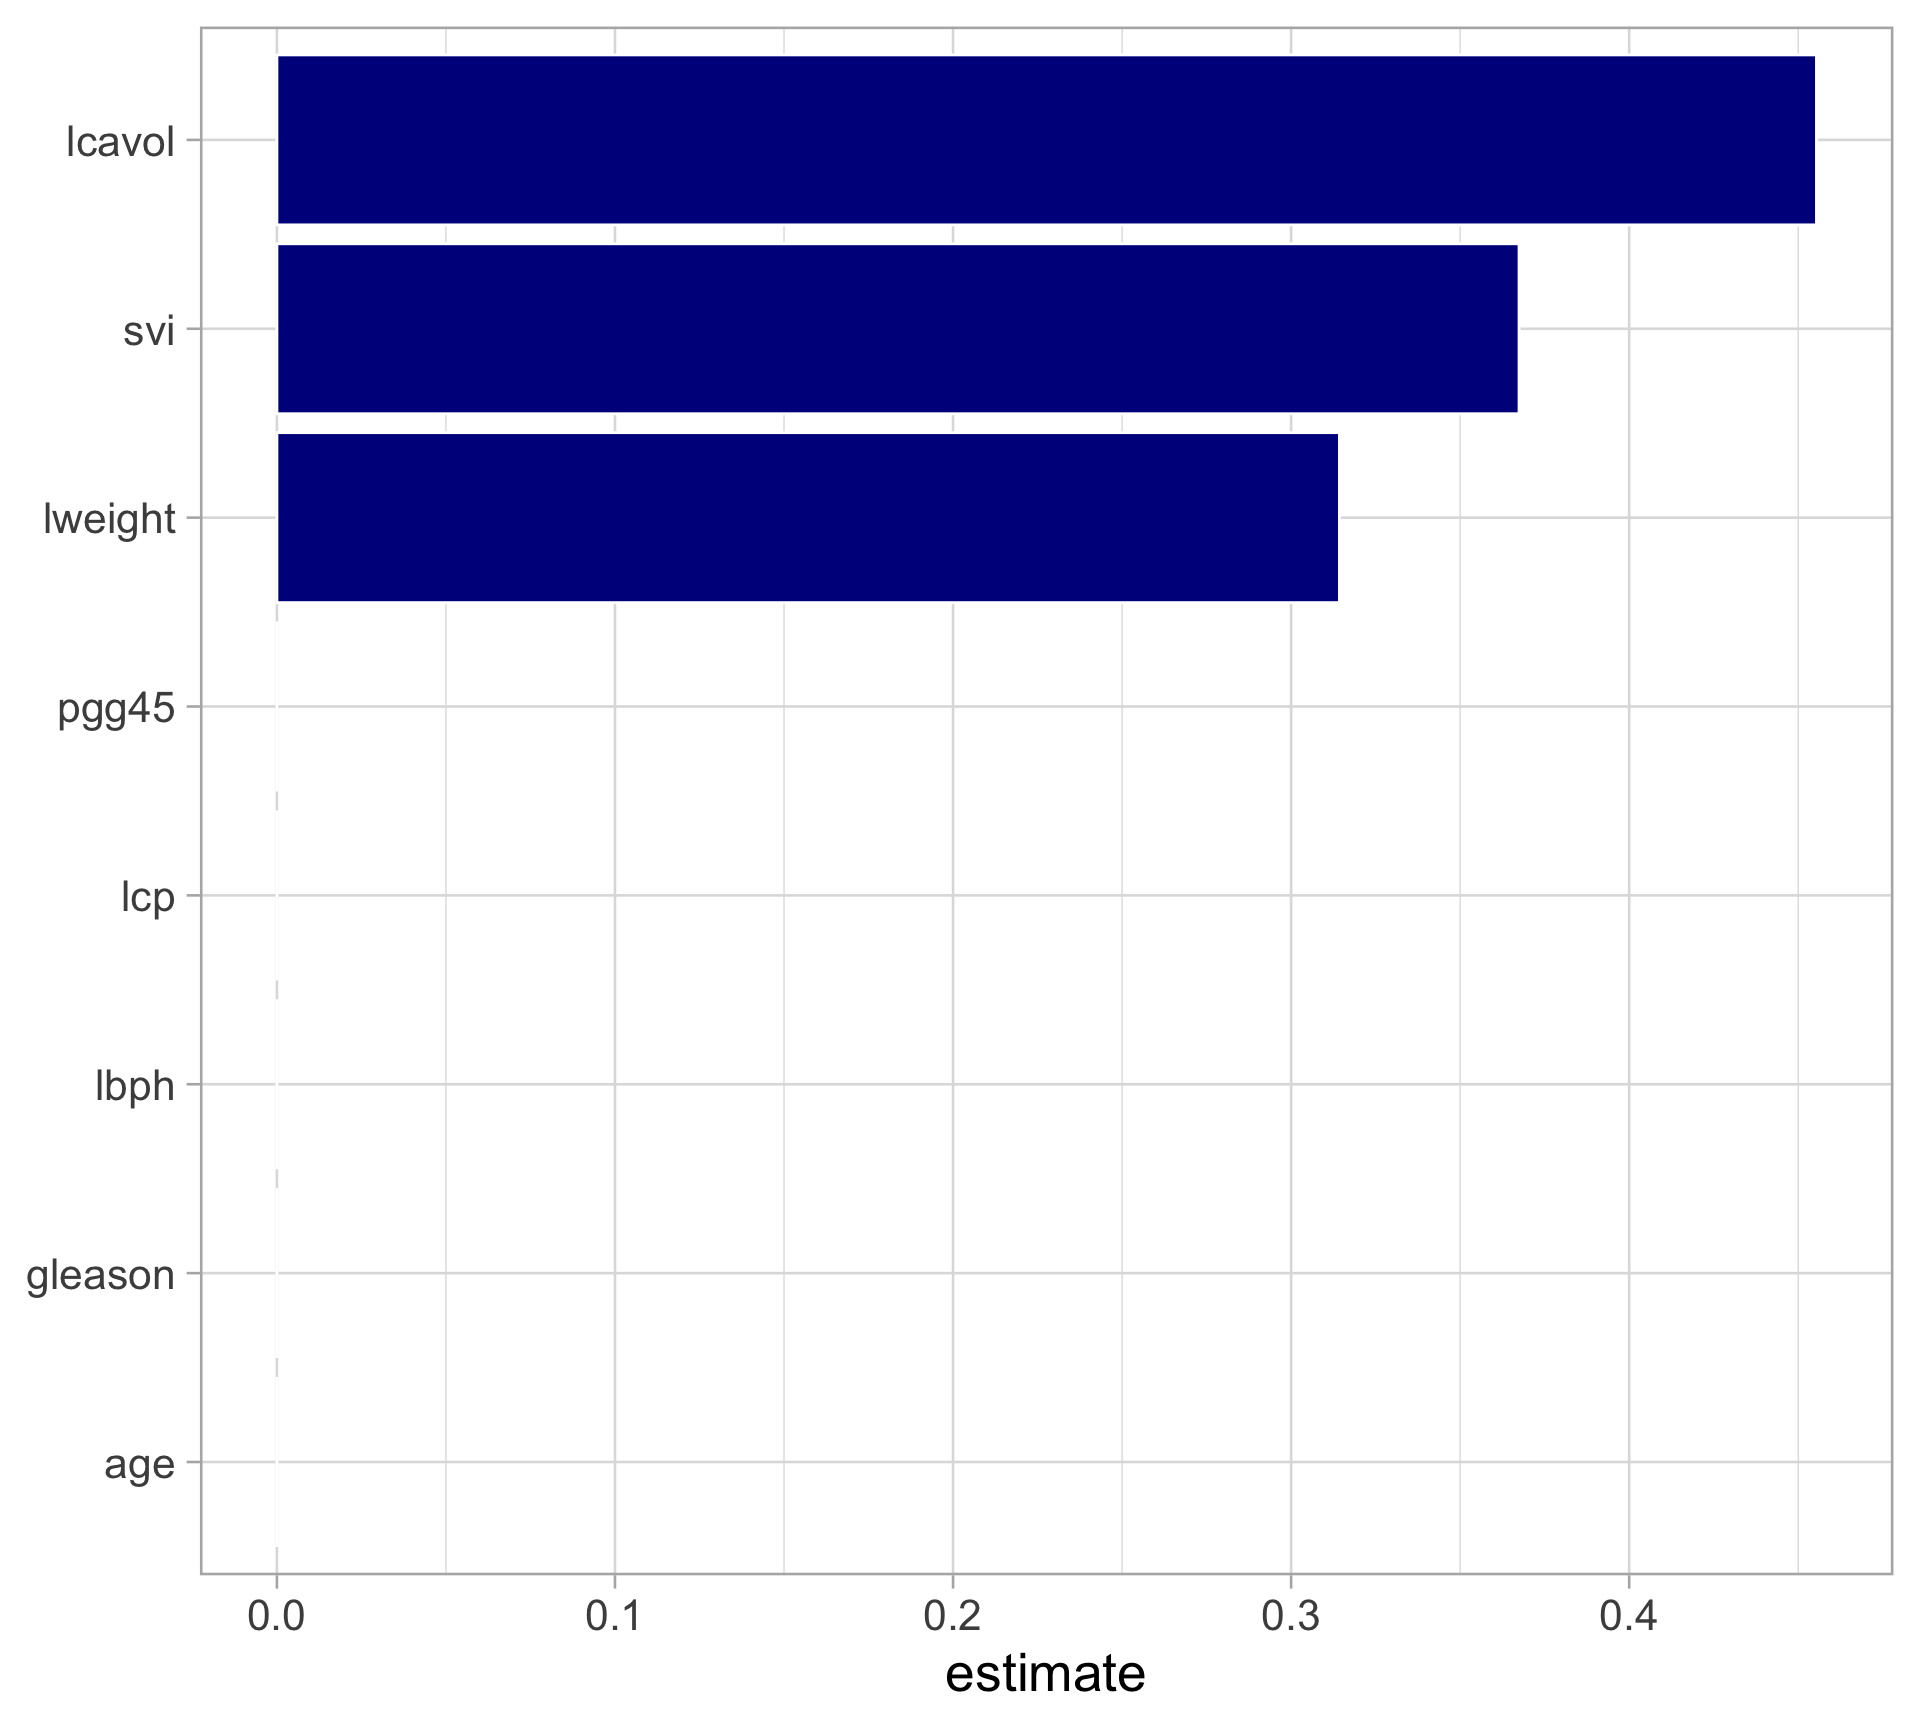 lcavol
svi
lweight
pgg45
lcp
lbph
gleason
age
0.0 0.1 0.2 0.3 0.4
estimate